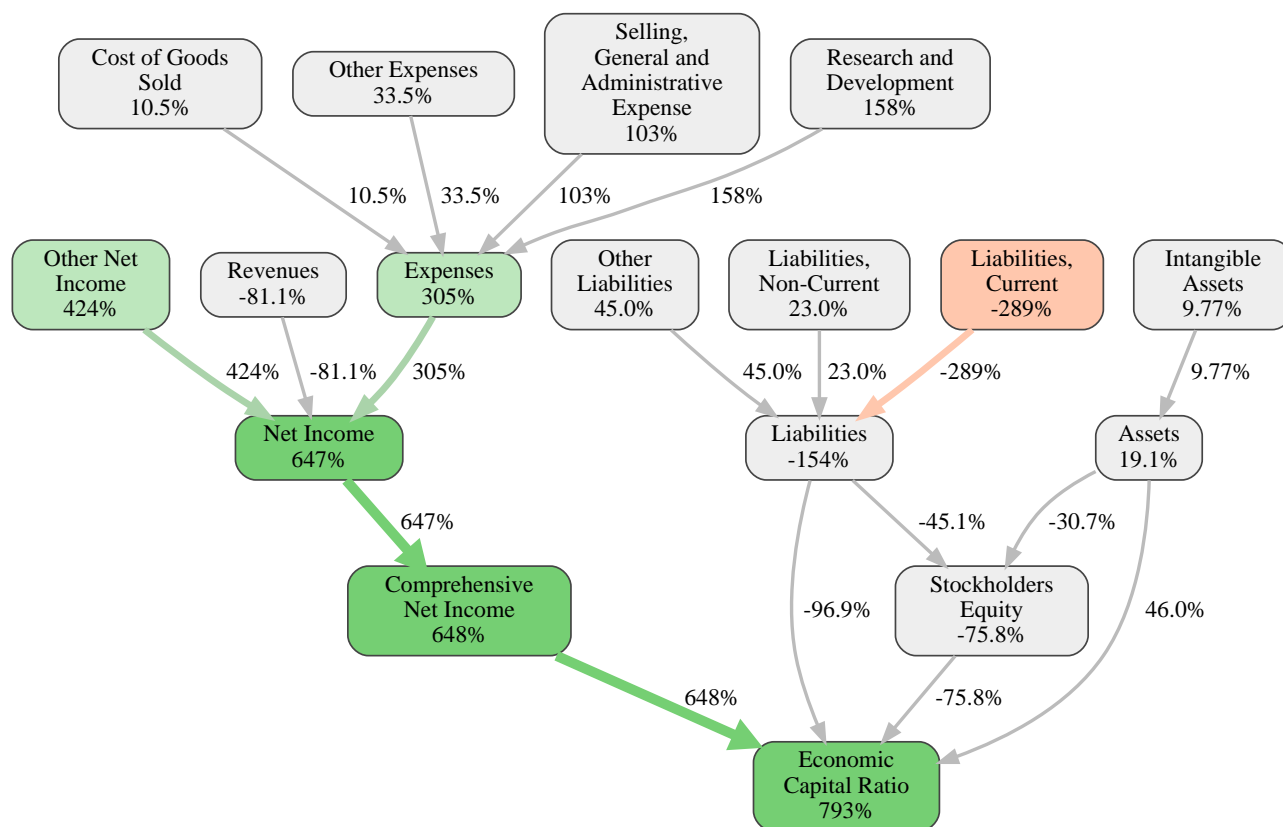 Cost of Goods
Sold
10.5%
Other Expenses
33.5%
Selling,
General and
Administrative
Expense
103%
Research and
Development
158%
10.5%
33.5%
103%
158%
Other Net
Income
424%
Revenues
-81.1%
Expenses
305%
Other
Liabilities
45.0%
Liabilities,
Non-Current
23.0%
Liabilities,
Current
-289%
Intangible
Assets
9.77%
424%
-81.1%
305%
45.0%
23.0%
-289%
9.77%
Net Income
647%
Liabilities
-154%
Assets
19.1%
647%
-45.1%
-30.7%
Comprehensive
Net Income
648%
-96.9%
Stockholders
Equity
-75.8%
46.0%
648%
-75.8%
Economic
Capital Ratio
793%